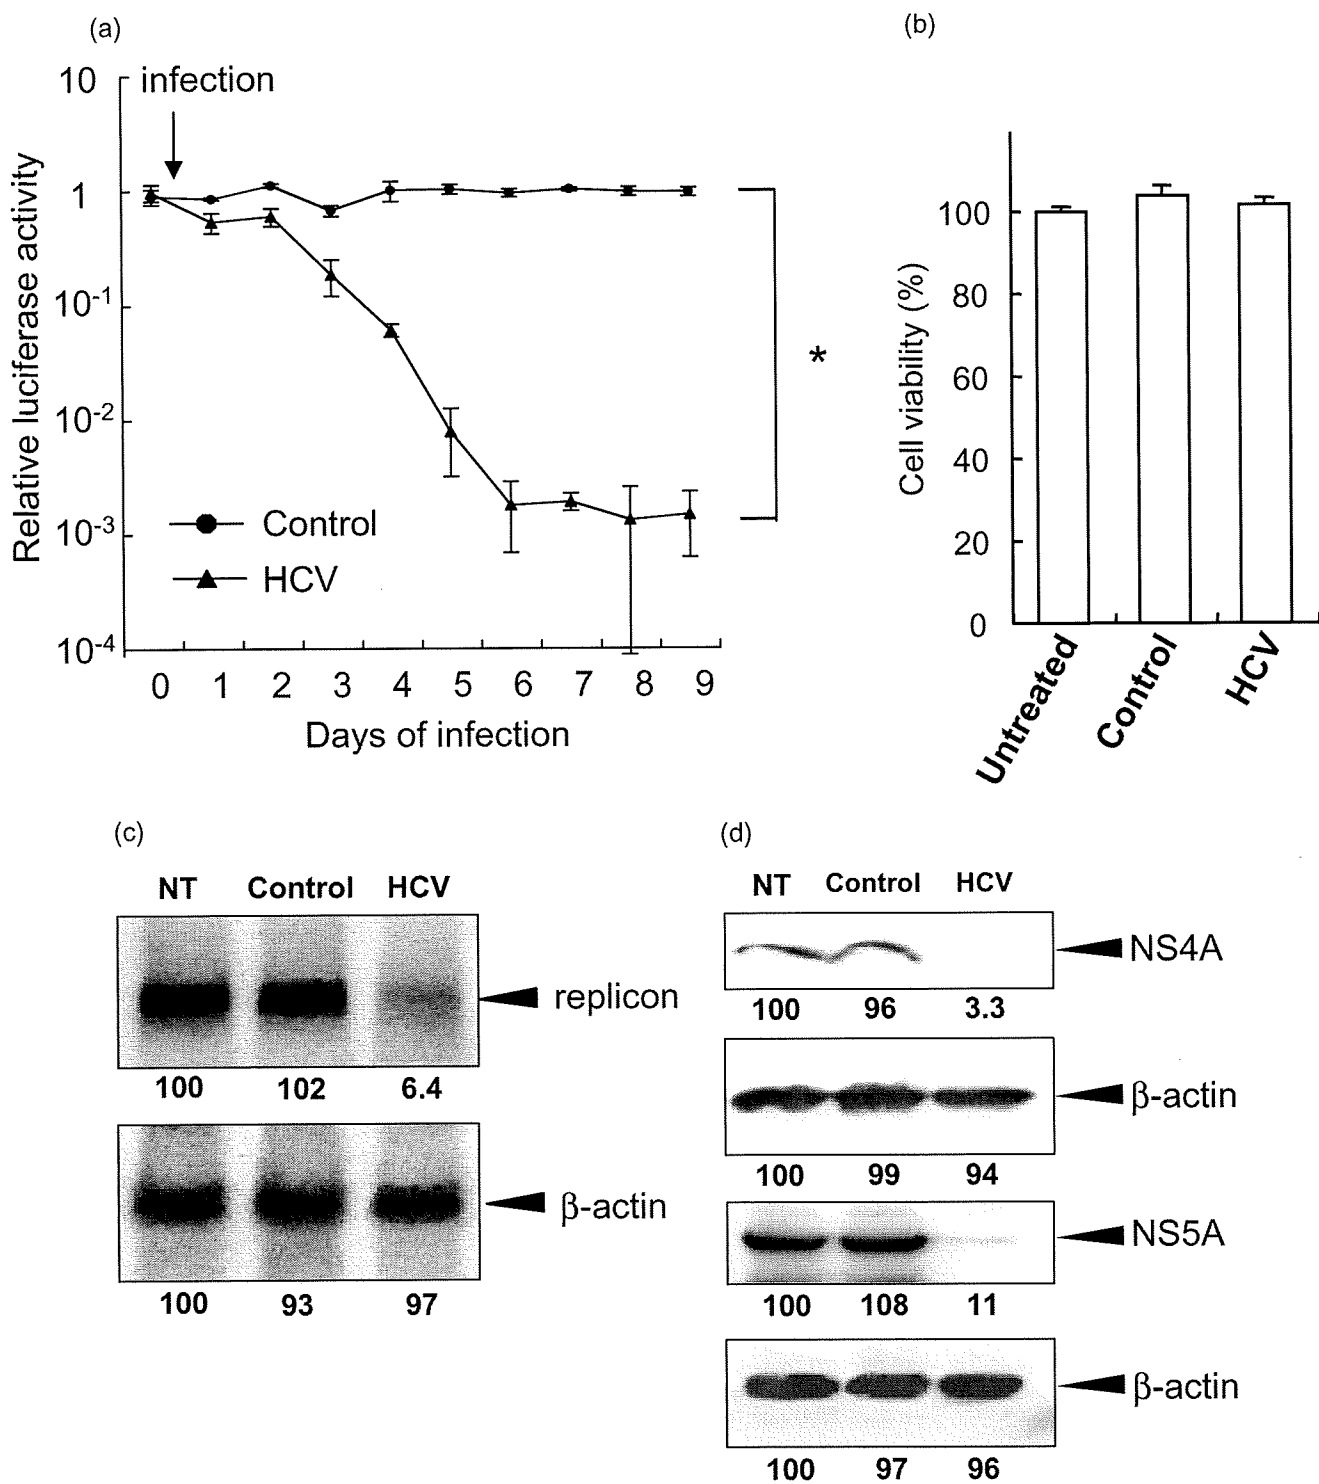 (a)
10
infection
1
10-1
10-2
10-3
10-4
Relative luciferase activity
Control
HCV
*
0 1 2 3 4 5 6 7 8 9
Days of infection
(b)
100
80
60
40
20
0
Cell viability (%)
Untreated
Control
HCV
(c)
NT Control HCV
replicon
100 102 6.4
β-actin
100 93 97
(d)
NT Control HCV
NS4A
100 96 3.3
β-actin
100 99 94
NS5A
100 108 11
β-actin
100 97 96